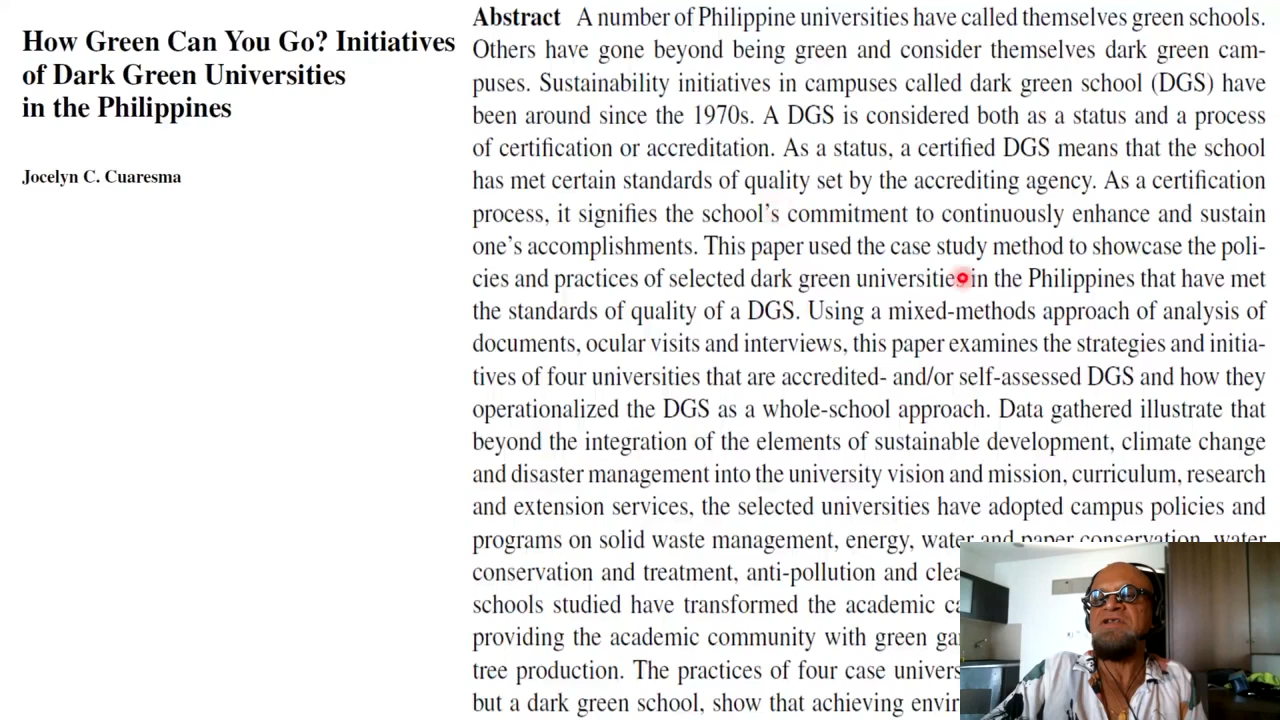 How Green Can You Go? Initiatives
of Dark Green Universities
in the Philippines
Jocelyn C. Cuaresma
Abstract A number of Philippine universities have called themselves green schools.
Others have gone beyond being green and consider themselves dark green cam-
puses. Sustainability initiatives in campuses called dark green school (DGS) have
been around since the 1970s. A DGS is considered both as a status and a process
of certification or accreditation. As a status, a certified DGS means that the school
has met certain standards of quality set by the accrediting agency. As a certification
process, it signifies the school's commitment to continuously enhance and sustain
one's accomplishments. This paper used the case study method to showcase the poli-
cies and practices of selected dark green universities in the Philippines that have met
the standards of quality of a DGS. Using a mixed-methods approach of analysis of
documents, ocular visits and interviews, this paper examines the strategies and initia-
tives of four universities that are accredited- and/or self-assessed DGS and how they
operationalized the DGS as a whole-school approach. Data gathered illustrate that
beyond the integration of the elements of sustainable development, climate change
and disaster management into the university vision and mission, curriculum, research
and extension services, the selected universities have adopted campus policies and
programs on solid waste management, energy, water and paper conservation, water
conservation and treatment, anti-pollution and clea
schools studied have transformed the academic ca
providing the academic community with green ga
tree production. The practices of four case univers
but a dark green school, show that achieving envir